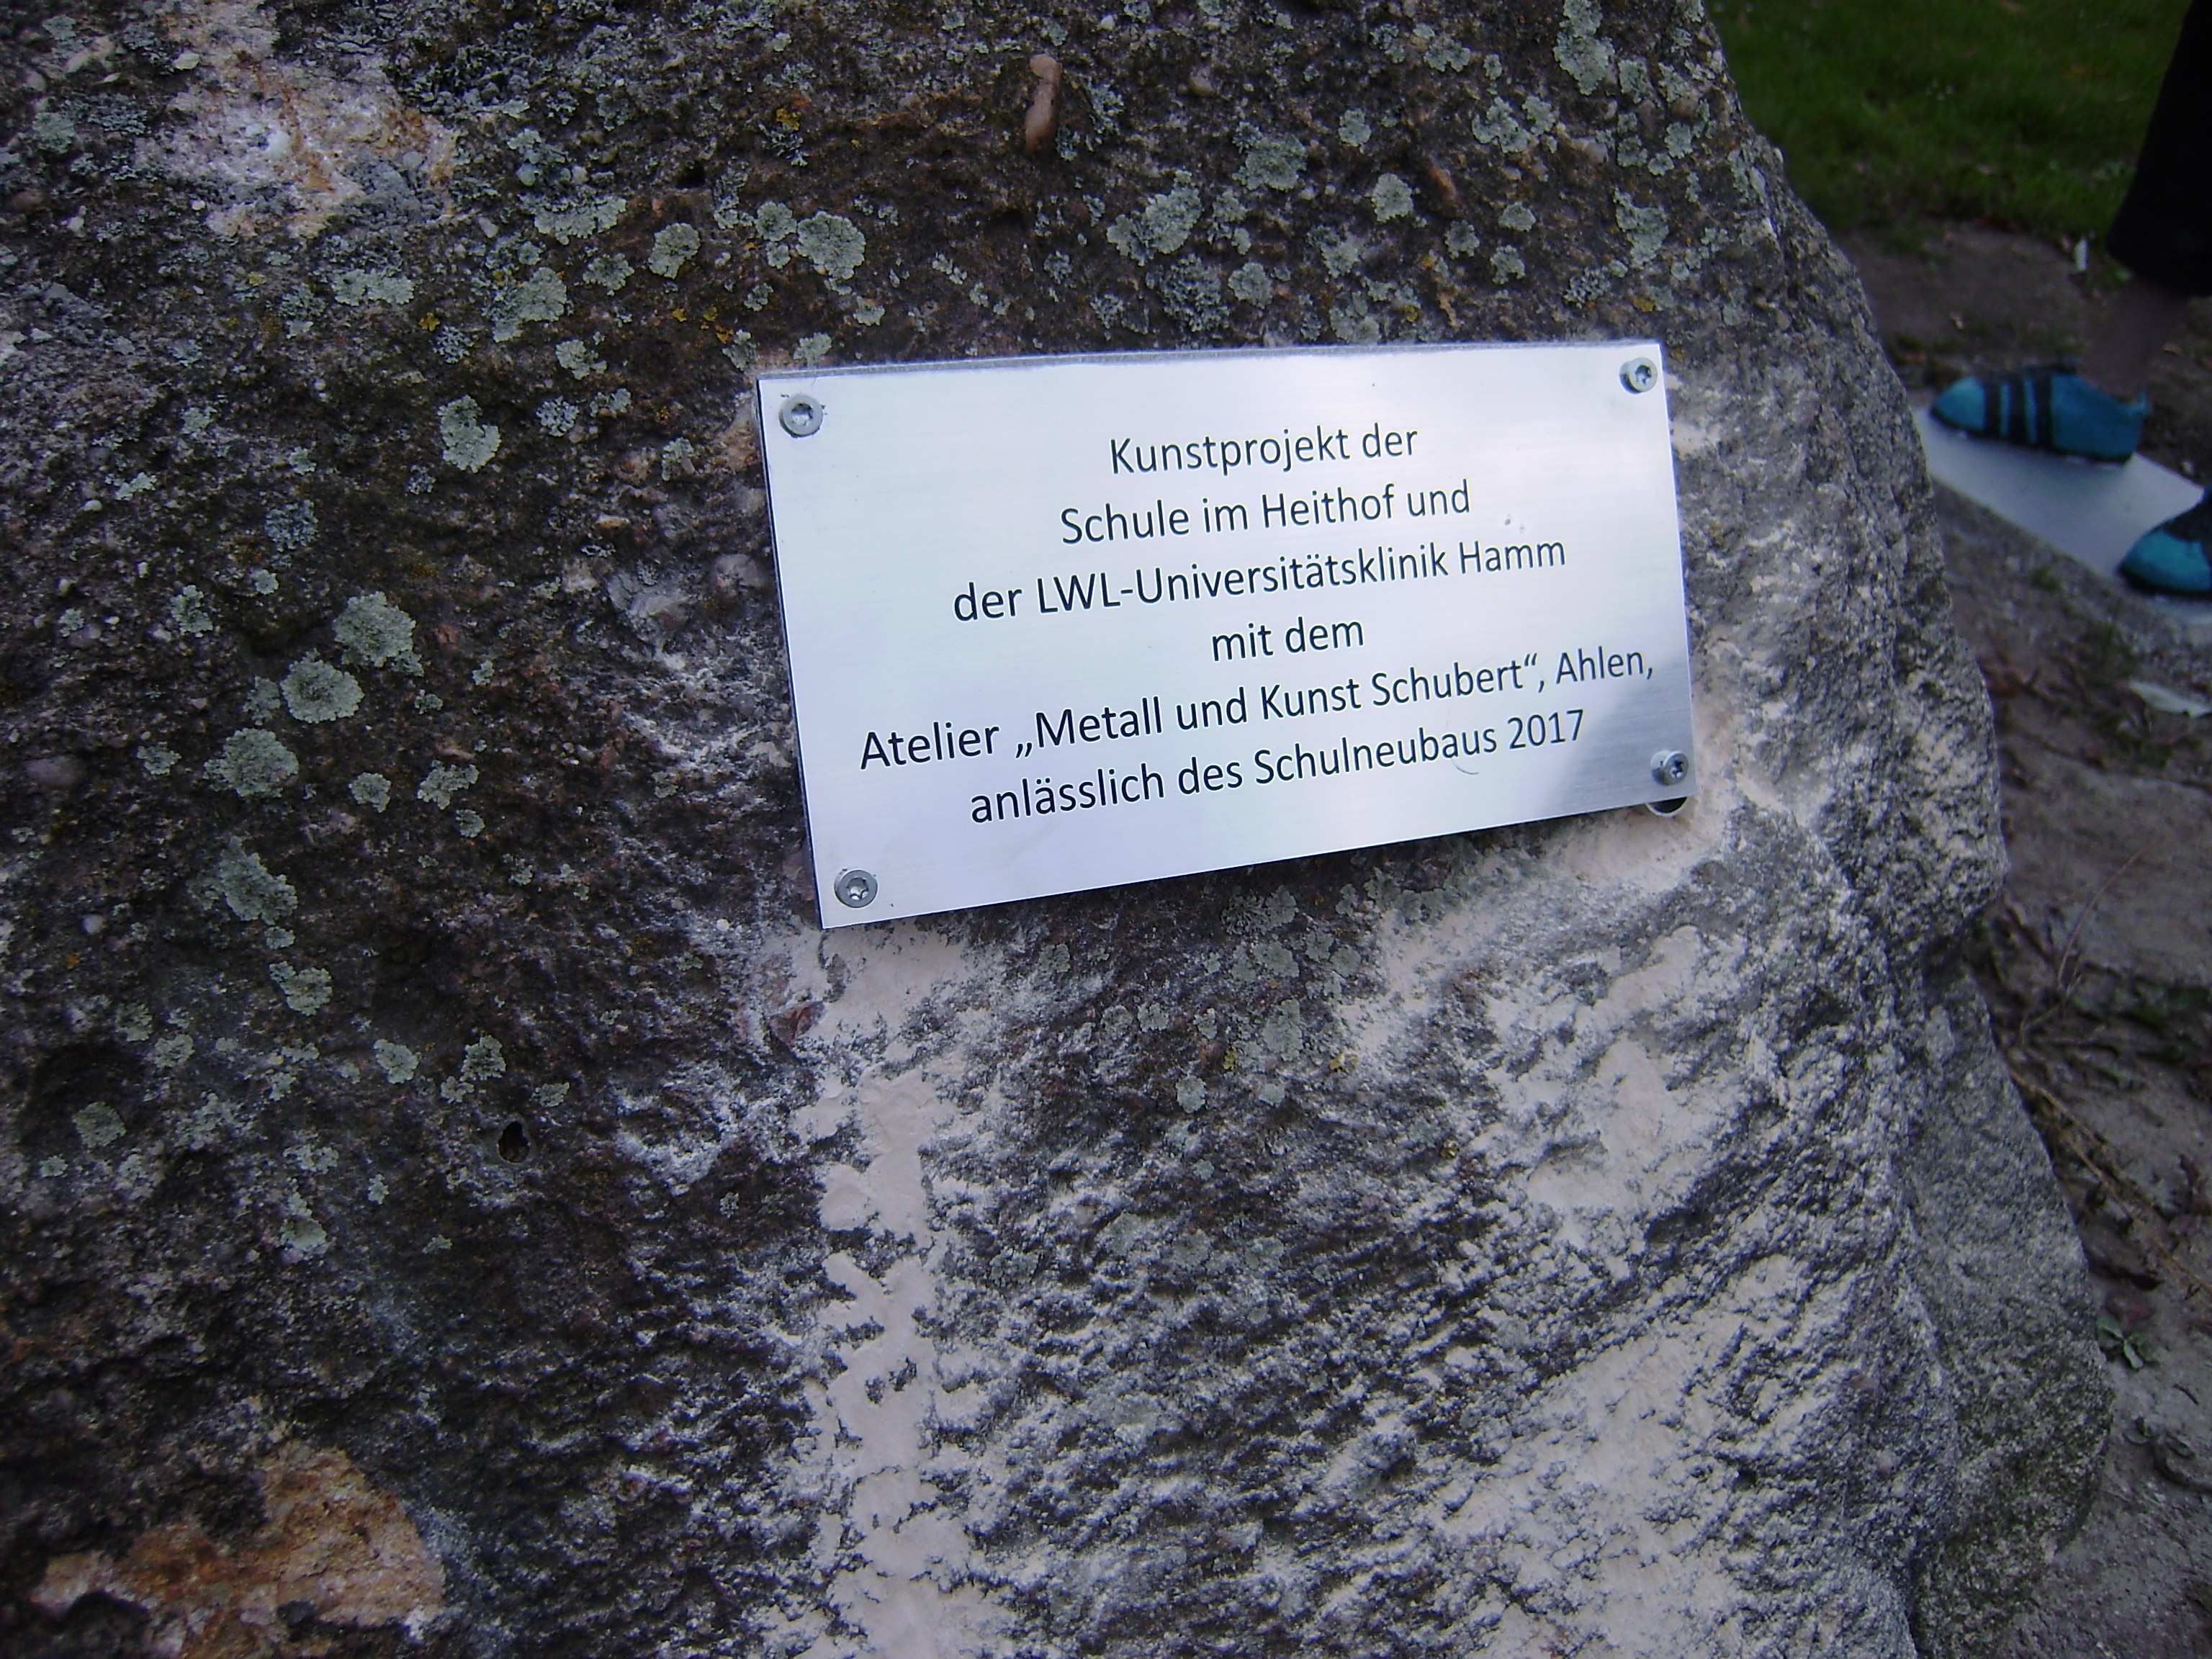 Kunstprojekt der
Schule im Heithof und
der LWL-Universitätsklinik Hamm
mit dem
Atelier „Metall und Kunst Schubert“, Ahlen,
anlässlich des Schulneubaus 2017